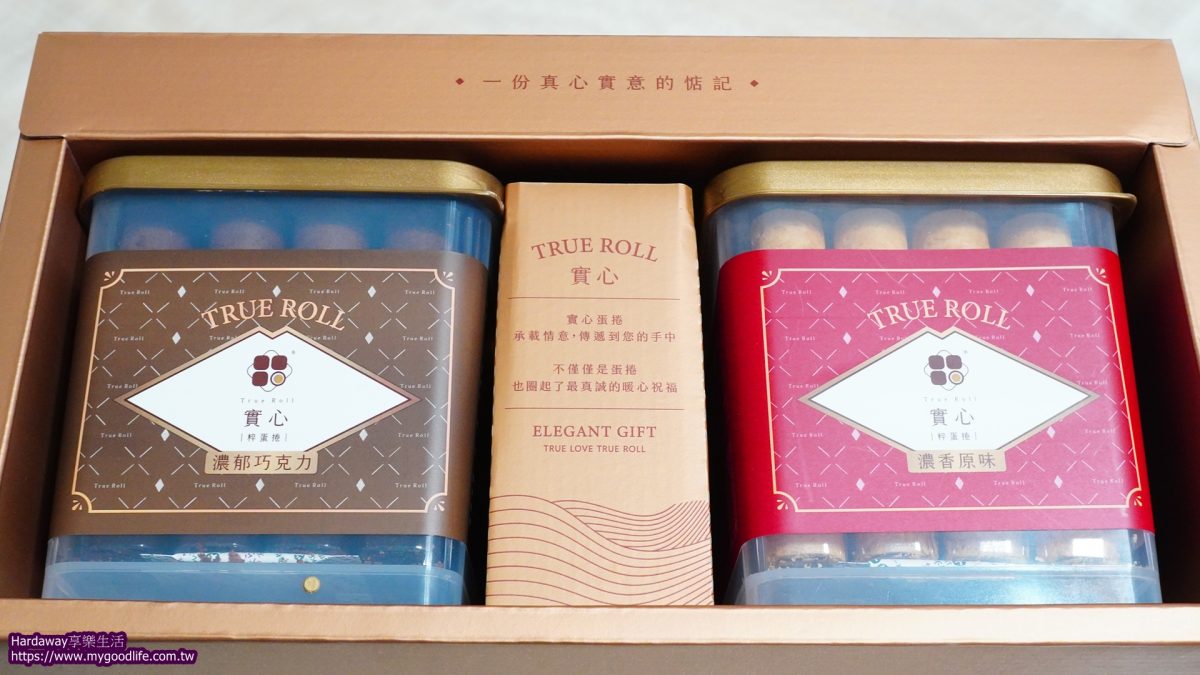 ◆ 一份真心實意的惦記 ◆
TRUE ROLL
True Roll
實心
|粹蛋捲|
濃郁巧克力
TRUE ROLL
實心
實心蛋捲
承載情意,傳遞到您的手中
不僅僅是蛋捲
也圈起了最真誠的暖心祝福
ELEGANT GIFT
TRUE LOVE TRUE ROLL
TRUE ROLL
True Roll
實心
|粹蛋捲|
濃香原味
Hardaway享樂生活
https://www.mygoodlife.com.tw